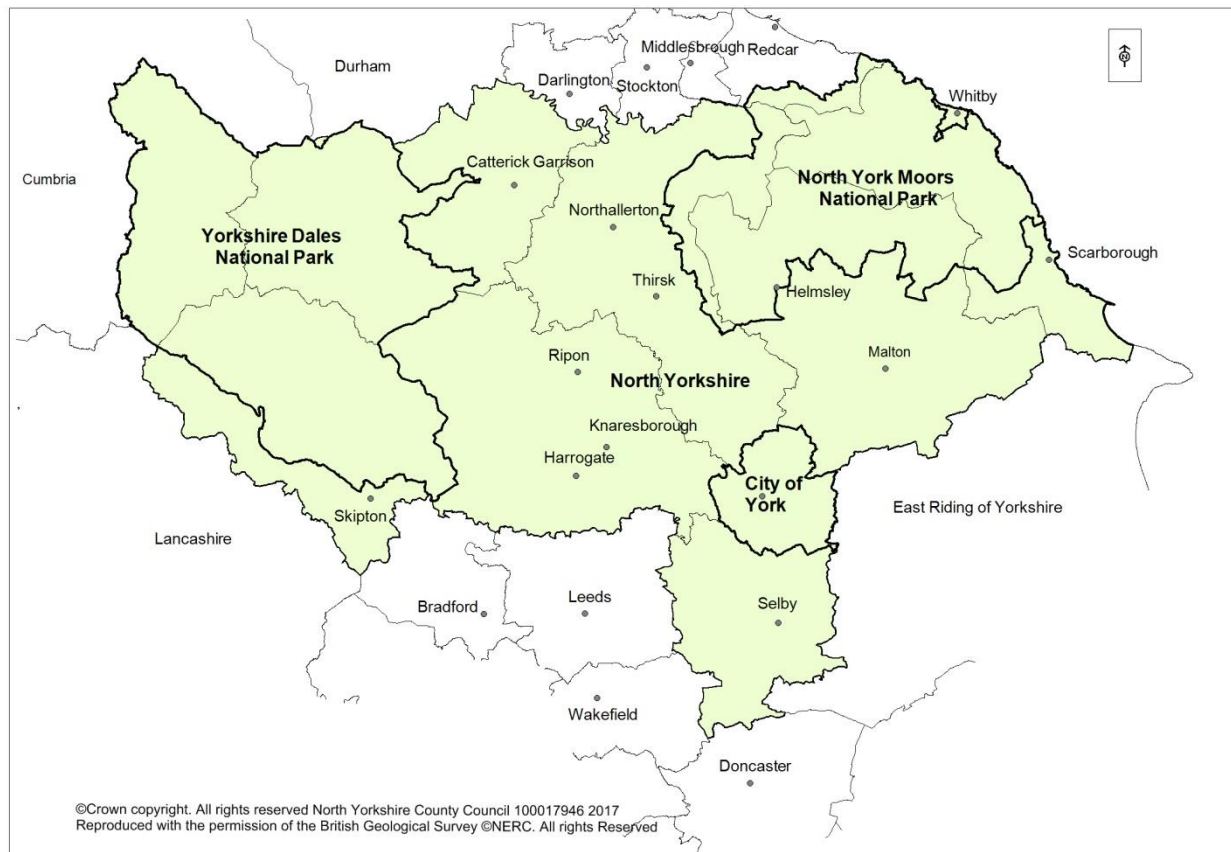 Middlesbrough
Redcar
Durham
Darlington
Stockton
N
Whitby
Catterick Garrison
Cumbria
North York Moors
National Park
Northallerton
Yorkshire Dales
National Park
Scarborough
Thirsk
Helmsley
Ripon
North Yorkshire
Malton
Knaresborough
Harrogate
City of
York
East Riding of Yorkshire
Skipton
Lancashire
Bradford
Leeds
Selby
Wakefield
Doncaster
©Crown copyright. All rights reserved North Yorkshire County Council 100017946 2017
Reproduced with the permission of the British Geological Survey ©NERC. All rights Reserved